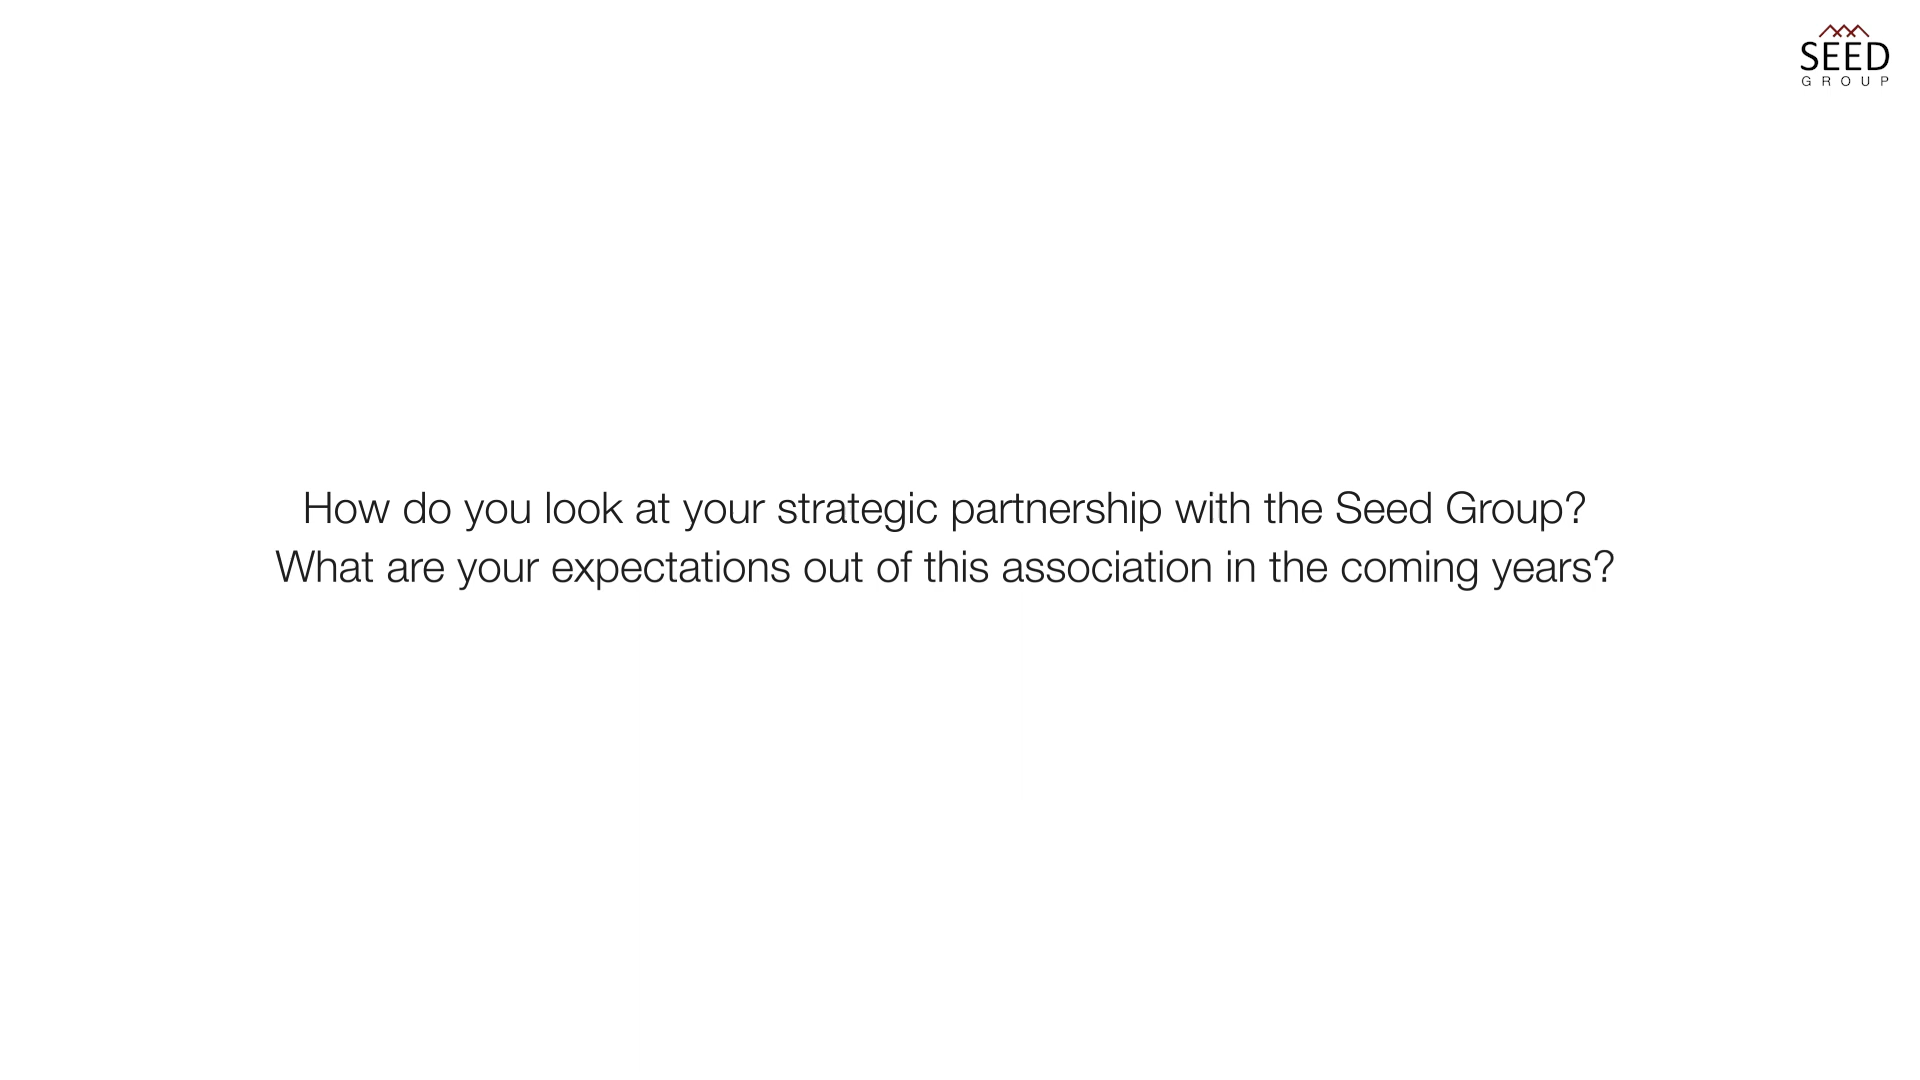 SEED
GROUP
How do you look at your strategic partnership with the Seed Group?
What are your expectations out of this association in the coming years?